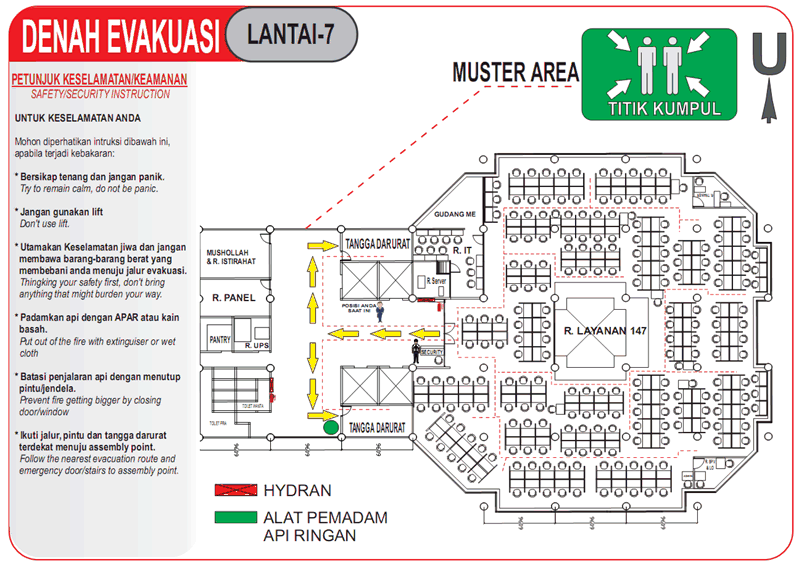 DENAH EVAKUASI
LANTAI-7
PETUNJUK KESELAMATAN/KEAMANAN
SAFETY/SECURITY INSTRUCTION
UNTUK KESELAMATAN ANDA
Mohon diperhatikan intruksi dibawah ini,
apabila terjadi kebakaran:
* Bersikap tenang dan jangan panik.
Try to remain calm, do not be panic.
* Jangan gunakan lift
Don't use lift.
* Utamakan Keselamatan jiwa dan jangan
membawa barang-barang berat yang
membebani anda menuju jalur evakuasi.
Thingking your safety first, don't bring
anything that might burden your way.
* Padamkan api dengan APAR atau kain
basah.
Put out of the fire with extinguiser or wet
cloth
* Batasi penjalaran api dengan menutup
pintu/jendela.
Prevent fire getting bigger by closing
door/window
* Ikuti jalur, pintu dan tangga darurat
terdekat menuju assembly point.
Follow the nearest evacuation route and
emergency door/stairs to assembly point.
MUSTER AREA
TITIK KUMPUL
U
GUDANG ME
R. IT
TANGGA DARURAT
MUSHOLLAH
& R. ISTIRAHAT
R. Server
R. PANEL
POSISI ANDA
SAAT INI
PANTRY
R. UPS
R. LAYANAN 147
SECURITY
TOILET WANITA
TOILET PRIA
TANGGA DARURAT
HYDRAN
ALAT PEMADAM
API RINGAN